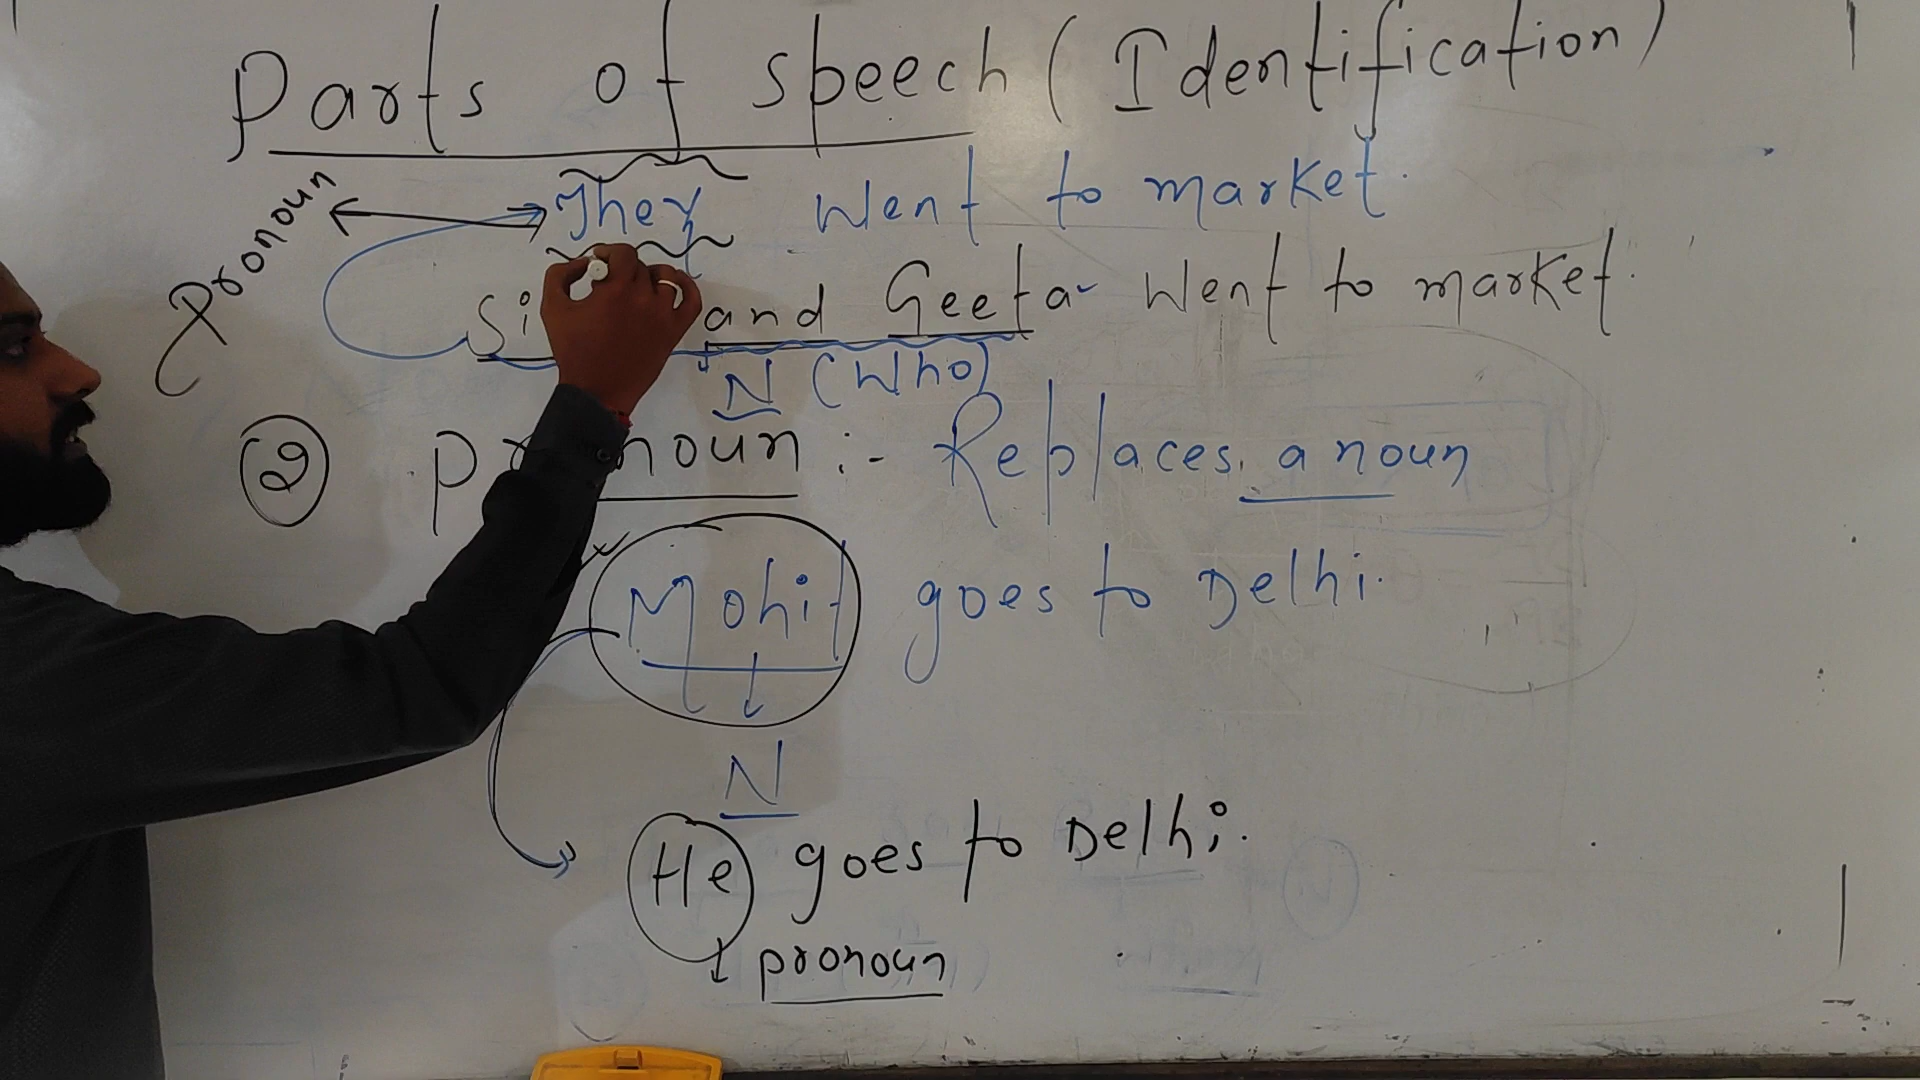 Parts of speech (Identification)
Pronoun
They went to market.
and Geeta went to market.
N (Who)
2 Pronoun :- Replaces a noun
Mohit goes to Delhi.
N
He goes to Delhi.
pronoun